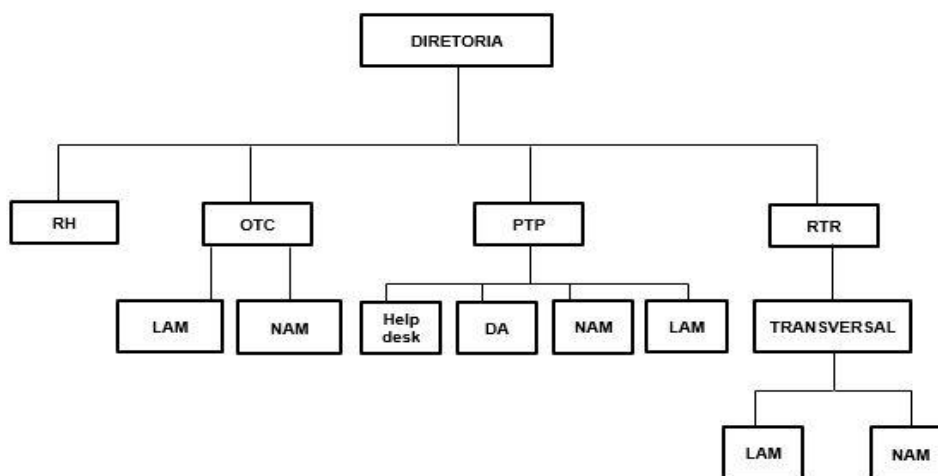 DIRETORIA
RH
OTC
PTP
RTR
LAM
NAM
Help
desk
DA
NAM
LAM
TRANSVERSAL
LAM
NAM